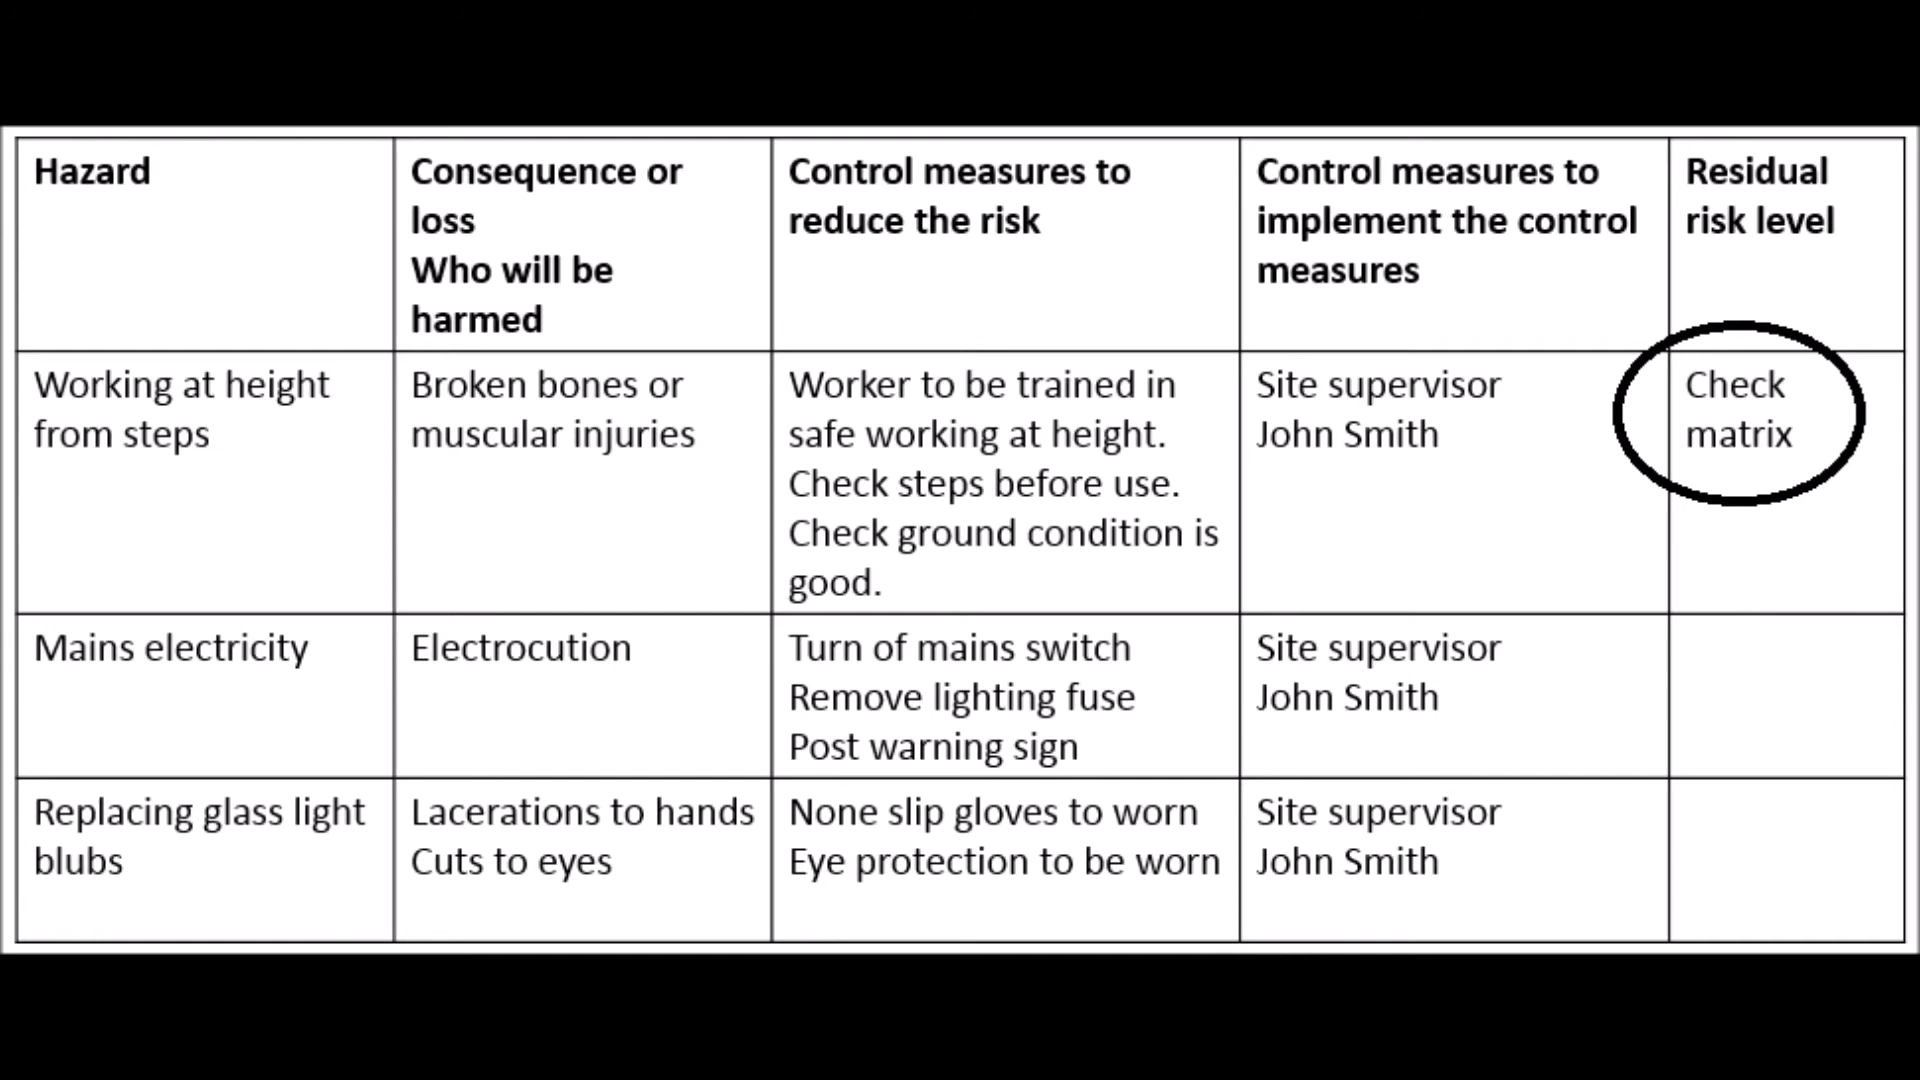 Hazard
Consequence or
loss
Who will be
harmed
Control measures to
reduce the risk
Control measures to
implement the control
measures
Residual
risk level
Working at height
from steps
Broken bones or
muscular injuries
Worker to be trained in
safe working at height.
Check steps before use.
Check ground condition is
good.
Site supervisor
John Smith
Check
matrix
Mains electricity
Electrocution
Turn of mains switch
Remove lighting fuse
Post warning sign
Site supervisor
John Smith
Replacing glass light
blubs
Lacerations to hands
Cuts to eyes
None slip gloves to worn
Eye protection to be worn
Site supervisor
John Smith